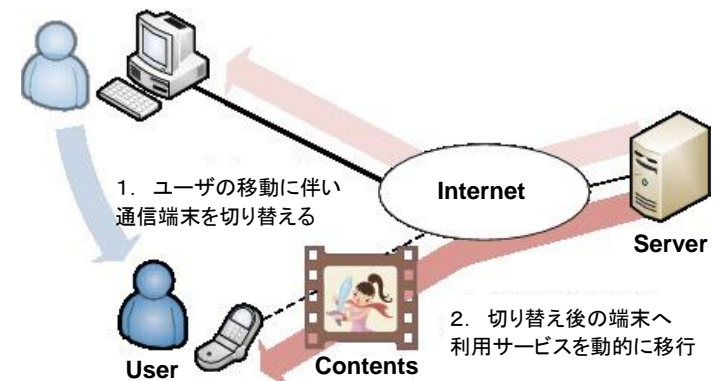 １． ユーザの移動に伴い
通信端末を切り替える
Internet
Server
２． 切り替え後の端末へ
利用サービスを動的に移行
User
Contents